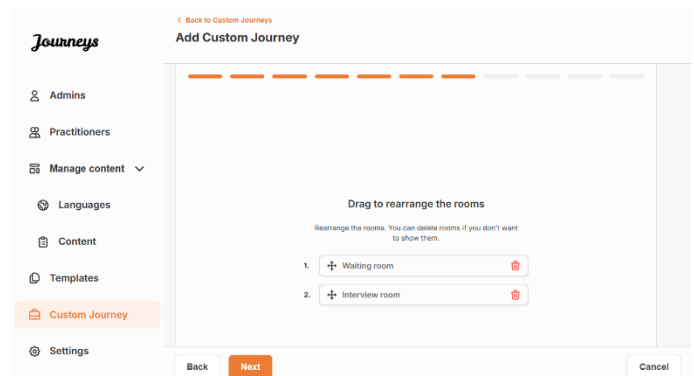 Journeys
Admins
Practitioners
Manage content
Languages
Content
Templates
Custom Journey
Settings
Back to Custom Journeys
Add Custom Journey
Drag to rearrange the rooms
Rearrange the rooms. You can delete rooms if you don't want
to show them.
1. Waiting room
2. Interview room
Back
Next
Cancel